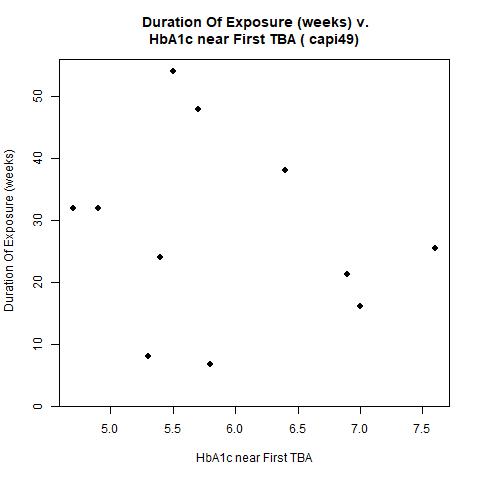 Duration Of Exposure (weeks) v.
HbA1c near First TBA ( capi49)
Duration Of Exposure (weeks)
50
40
30
20
10
0
5.0 5.5 6.0 6.5 7.0 7.5
HbA1c near First TBA